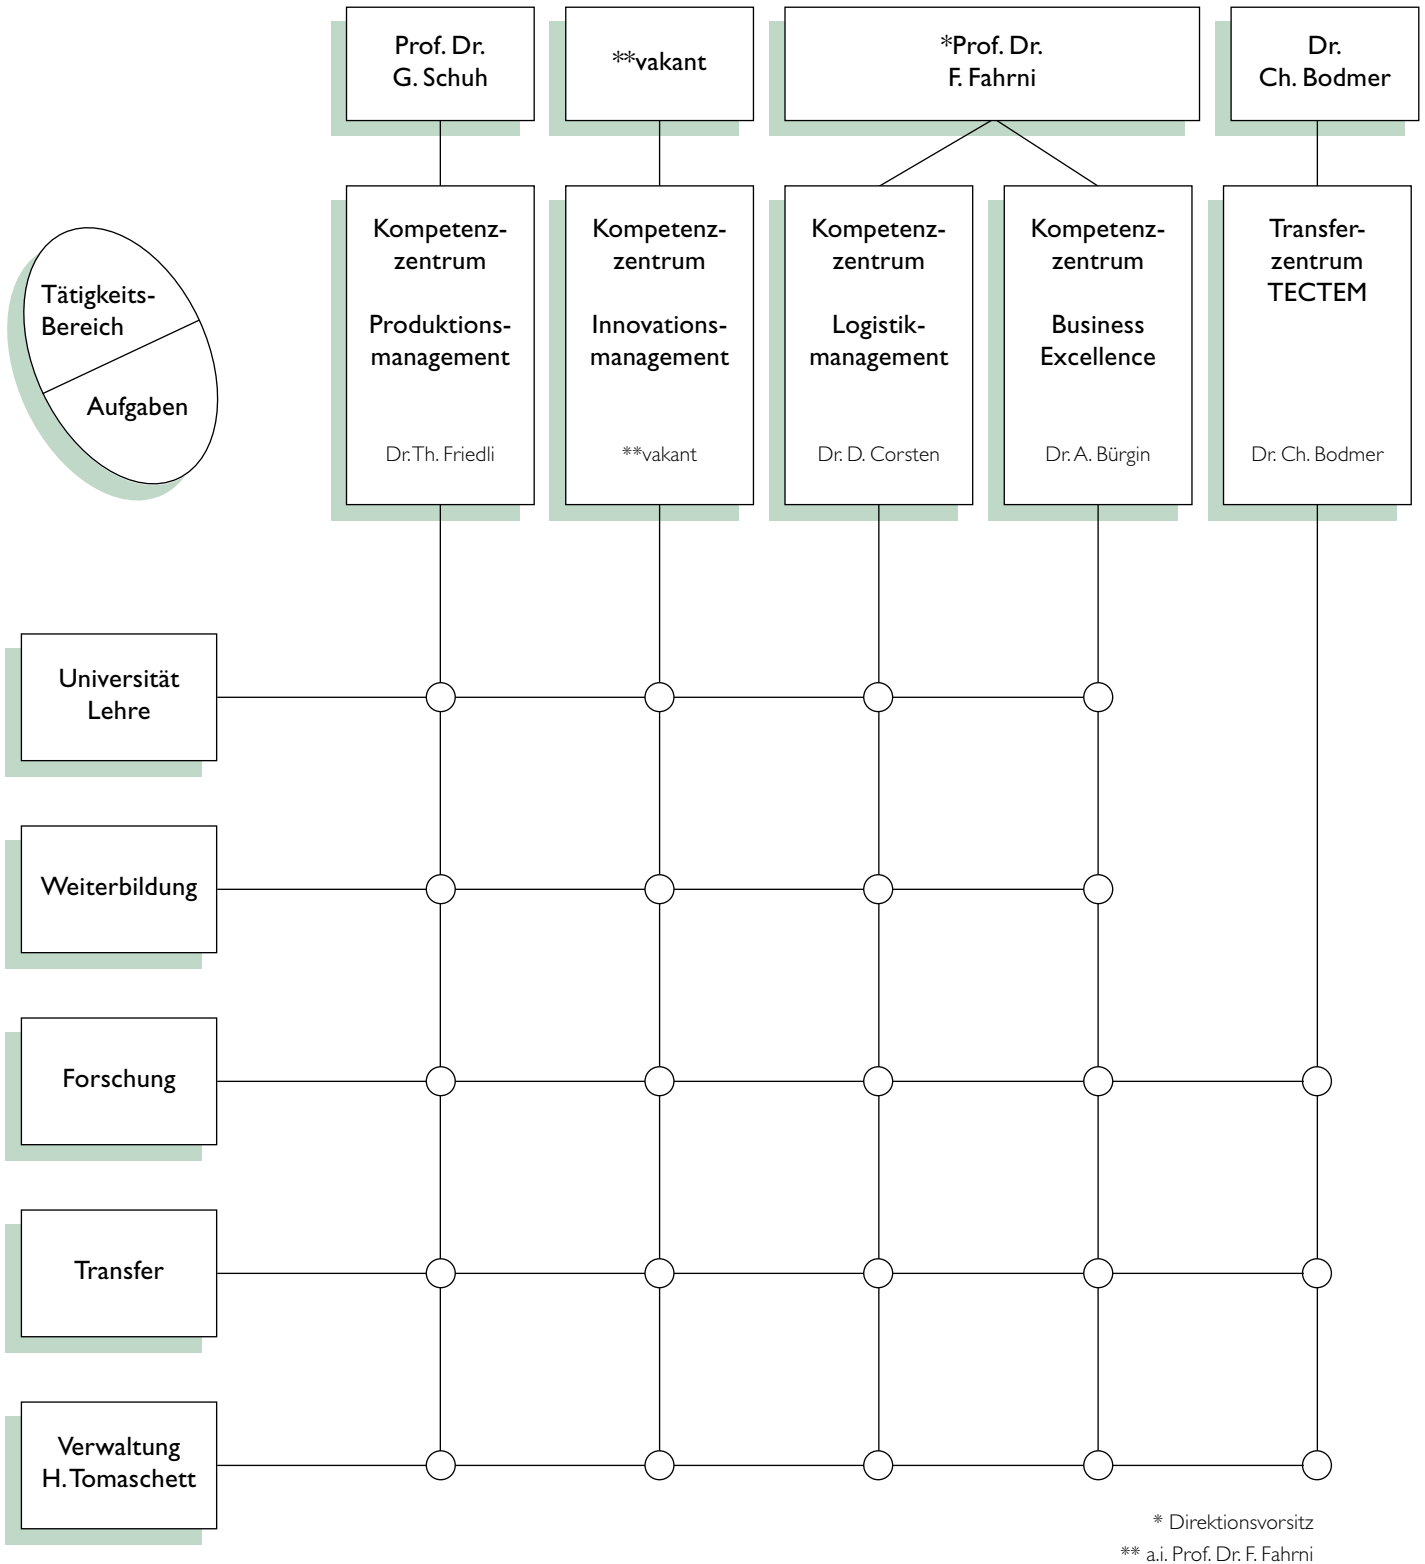 Prof. Dr.
G. Schuh
**vakant
*Prof. Dr.
F. Fahrni
Dr.
Ch. Bodmer
Tätigkeits-
Bereich
Aufgaben
Kompetenz-
zentrum
Produktions-
management
Dr. Th. Friedli
Kompetenz-
zentrum
Innovations-
management
**vakant
Kompetenz-
zentrum
Logistik-
management
Dr. D. Corsten
Kompetenz-
zentrum
Business
Excellence
Dr. A. Bürgin
Transfer-
zentrum
TECTEM
Dr. Ch. Bodmer
Universität
Lehre
Weiterbildung
Forschung
Transfer
Verwaltung
H. Tomaschett
* Direktionsvorsitz
** a.i. Prof. Dr. F. Fahrni